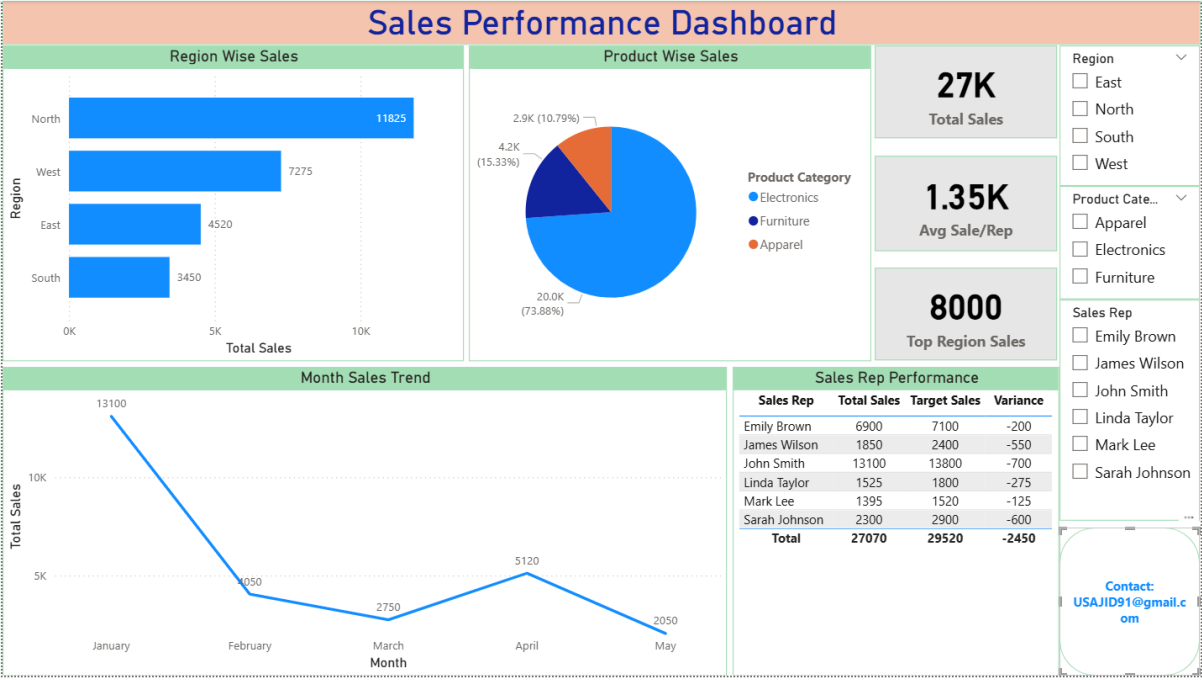 Sales Performance Dashboard
Region Wise Sales
Region
North
11825
West
7275
East
4520
South
3450
0K
5K
10K
Total Sales
Product Wise Sales
2.9K (10.79%)
4.2K
(15.33%)
20.0K
(73.88%)
Product Category
Electronics
Furniture
Apparel
27K
Total Sales
1.35K
Avg Sale/Rep
8000
Top Region Sales
Region
East
North
South
West
Product Cate...
Apparel
Electronics
Furniture
Sales Rep
Emily Brown
James Wilson
John Smith
Linda Taylor
Mark Lee
Sarah Johnson
Month Sales Trend
Total Sales
10K
5K
13100
4050
2750
5120
2050
January February March April May
Month
Sales Rep Performance
Sales Rep Total Sales Target Sales Variance
Emily Brown 6900 7100 -200
James Wilson 1850 2400 -550
John Smith 13100 13800 -700
Linda Taylor 1525 1800 -275
Mark Lee 1395 1520 -125
Sarah Johnson 2300 2900 -600
Total 27070 29520 -2450
Contact:
USAJID91@gmail.c
om